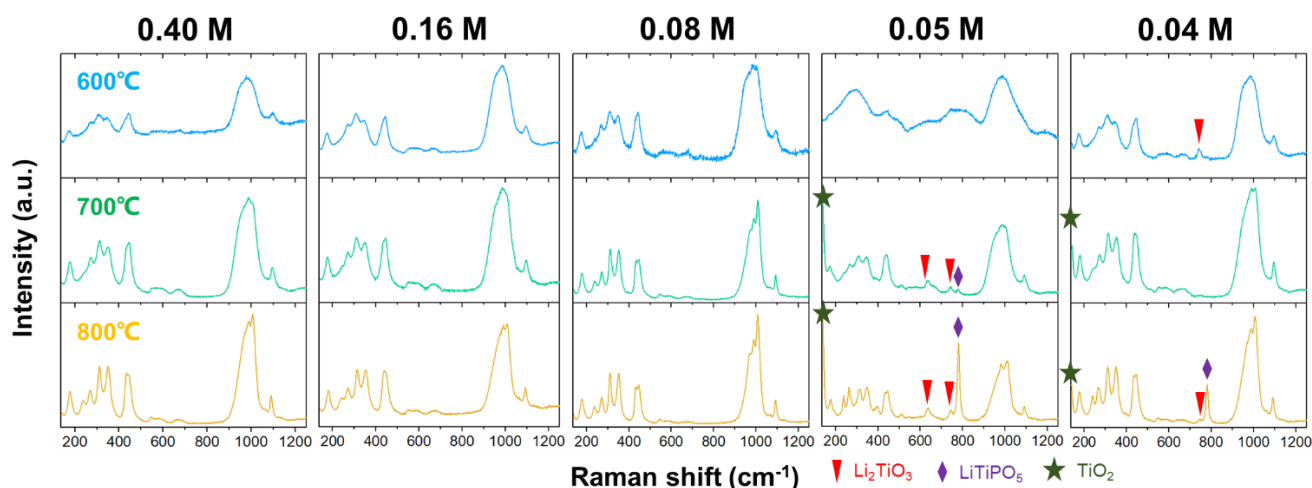 0.40 M 0.16 M 0.08 M 0.05 M 0.04 M
600℃
700℃
800℃
Intensity (a.u.)
200 400 600 800 1000 1200 200 400 600 800 1000 1200 200 400 600 800 1000 1200 200 400 600 800 1000 1200 200 400 600 800 1000 1200
Raman shift (cm⁻¹)
Li₂TiO₃ LiTiPO₅ TiO₂